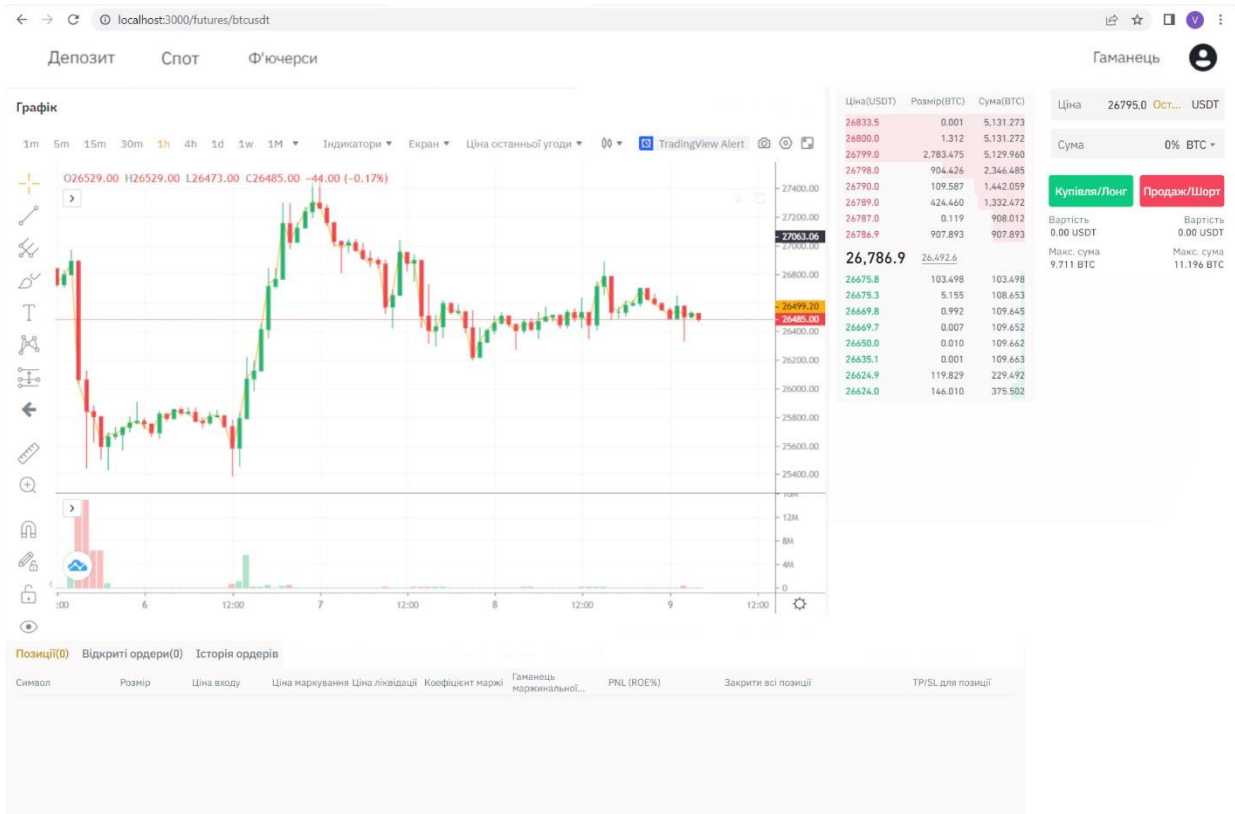 localhost:3000/futures/btcusdt
V
Депозит Спот Ф'ючерси Гаманець
Графік
1m 5m 15m 30m 1h 4h 1d 1w 1M Індикатори Екран Ціна останньої угоди TradingView Alert
O26529.00 H26529.00 L26473.00 C26485.00 -44.00 (-0.17%)
27400.00
27200.00
27063.06
27000.00
26800.00
26499.20
26485.00
26400.00
26200.00
26000.00
25800.00
25600.00
25400.00
16M
12M
8M
4M
0
:00 6 12:00 7 12:00 8 12:00 9 12:00
Ціна(USDT) Розмір(BTC) Сума(BTC)
26833.5 0.001 5,131.273
26800.0 1.312 5,131.272
26799.0 2,783.475 5,129.960
26798.0 904.426 2,346.485
26790.0 109.587 1,442.059
26789.0 424.460 1,332.472
26787.0 0.119 908.012
26786.9 907.893 907.893
26,786.9 26,492.6
26675.8 103.498 103.498
26675.3 5.155 108.653
26669.8 0.992 109.645
26669.7 0.007 109.652
26650.0 0.010 109.662
26635.1 0.001 109.663
26624.9 119.829 229.492
26624.0 146.010 375.502
Ціна 26795.0 Ост... USDT
Сума 0% BTC
Купівля/Лонг Продаж/Шорт
Вартість Вартість
0.00 USDT 0.00 USDT
Макс. сума Макс. сума
9.711 BTC 11.196 BTC
Позиції(0) Відкриті ордери(0) Історія ордерів
Символ Розмір Ціна входу Ціна маркування Ціна ліквідації Коефіцієнт маржі Гаманець PNL (ROE%) Закрити всі позиції TP/SL для позиції
маржинальної...